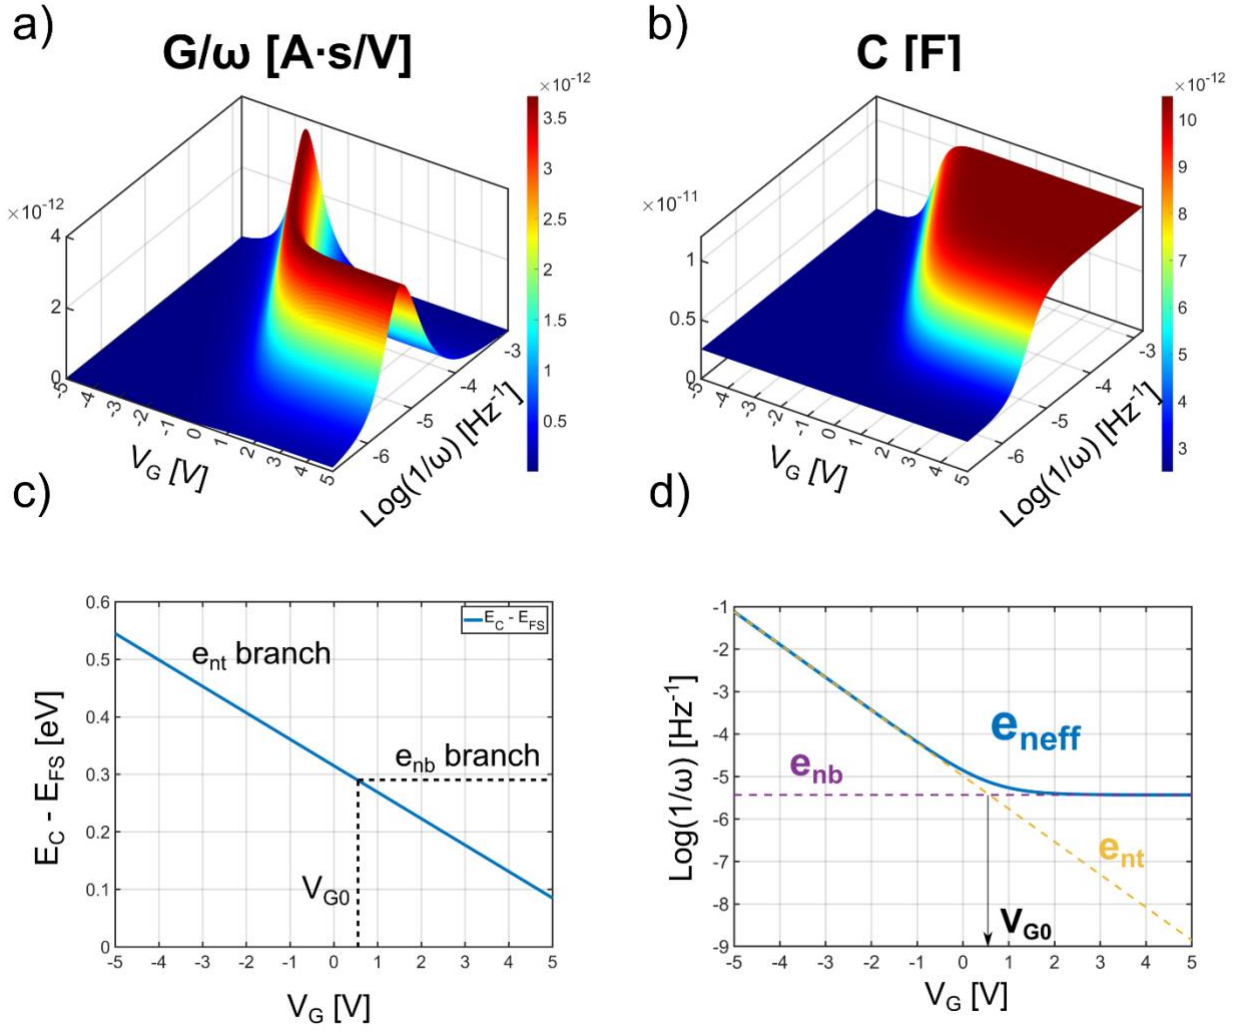 a)
G/ω [A·s/V]
×10⁻¹²
4
2
0
-5
-4
-3
-2
-1
0
1
2
3
4
5
V_G [V]
-6
-5
-4
-3
Log(1/ω) [Hz⁻¹]
×10⁻¹²
3.5
3
2.5
2
1.5
1
0.5
b)
C [F]
×10⁻¹¹
1
0.5
0
-5
-4
-3
-2
-1
0
1
2
3
4
5
V_G [V]
-6
-5
-4
-3
Log(1/ω) [Hz⁻¹]
×10⁻¹²
10
9
8
7
6
5
4
3
c)
0.6
0.5
0.4
0.3
0.2
0.1
0
E_C - E_FS [eV]
E_C - E_FS
e_nt branch
e_nb branch
V_G0
-5 -4 -3 -2 -1 0 1 2 3 4 5
V_G [V]
d)
-1
-2
-3
-4
-5
-6
-7
-8
-9
Log(1/ω) [Hz⁻¹]
e_neff
e_nb
e_nt
V_G0
-5 -4 -3 -2 -1 0 1 2 3 4 5
V_G [V]